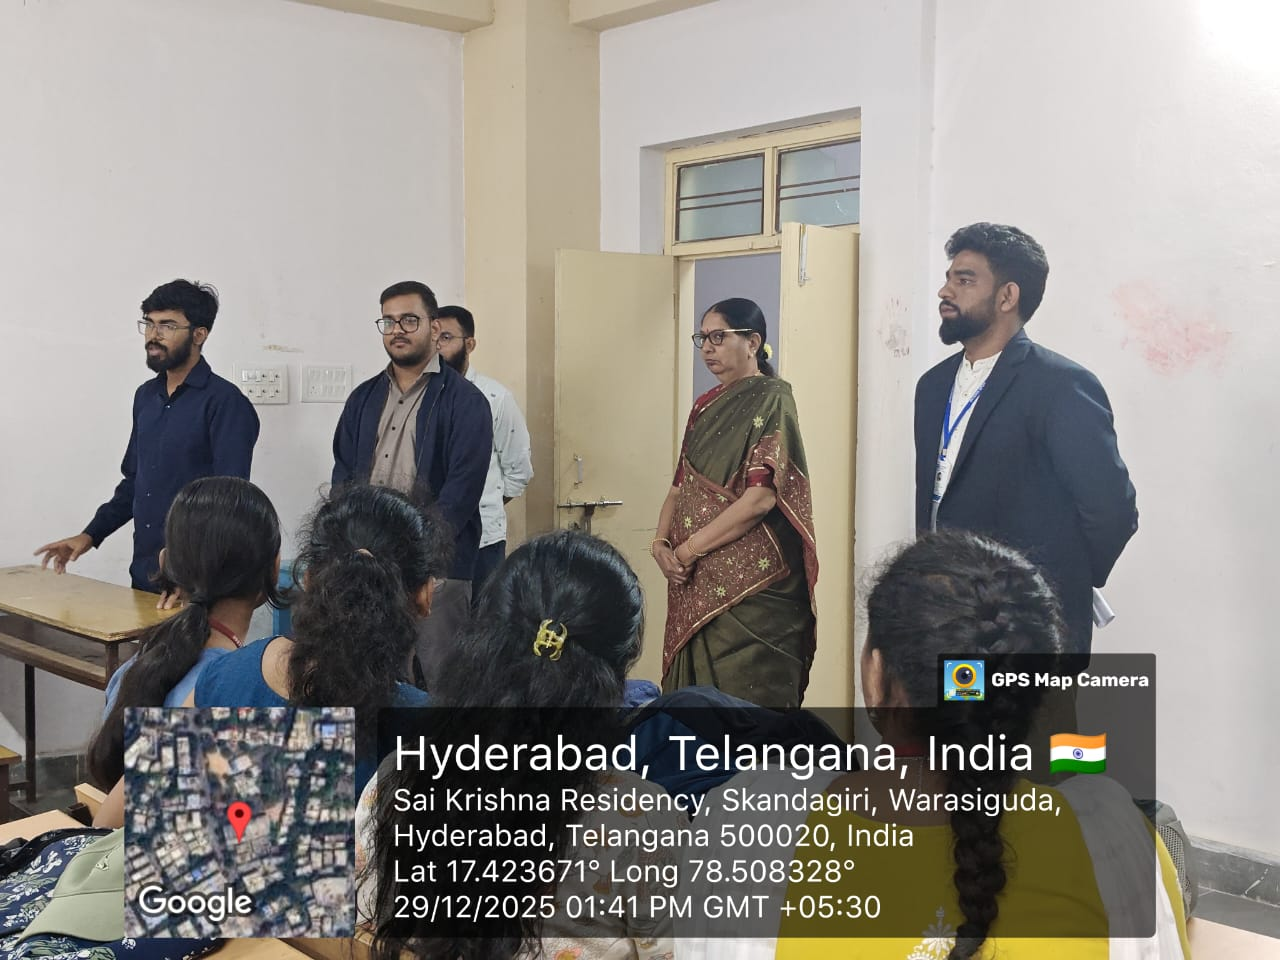 GPS Map Camera
Hyderabad, Telangana, India
Sai Krishna Residency, Skandagiri, Warasiguda,
Hyderabad, Telangana 500020, India
Lat 17.423671° Long 78.508328°
29/12/2025 01:41 PM GMT +05:30
Google